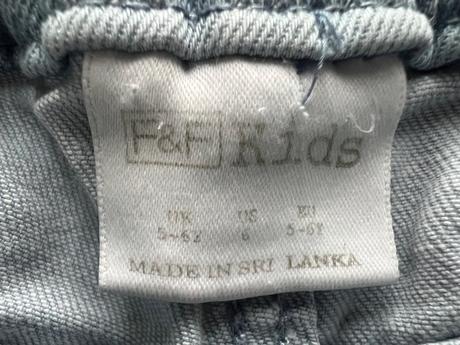 F&F Kids
UK US EU
5-6Y 6 5-6Y
MADE IN SRI LANKA